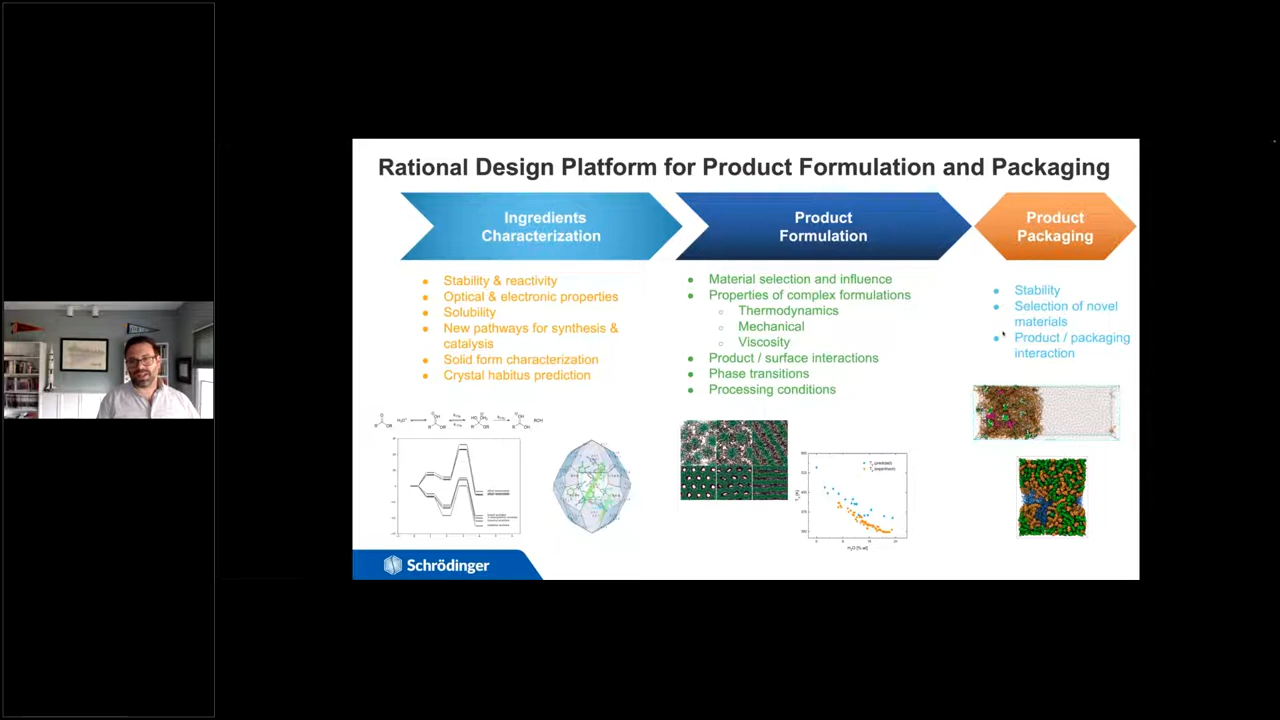 Rational Design Platform for Product Formulation and Packaging
Ingredients
Characterization
Product
Formulation
Product
Packaging
Stability & reactivity
Optical & electronic properties
Solubility
New pathways for synthesis &
catalysis
Solid form characterization
Crystal habitus prediction
Material selection and influence
Properties of complex formulations
Thermodynamics
Mechanical
Viscosity
Product / surface interactions
Phase transitions
Processing conditions
Stability
Selection of novel
materials
Product / packaging
interaction
Schrödinger